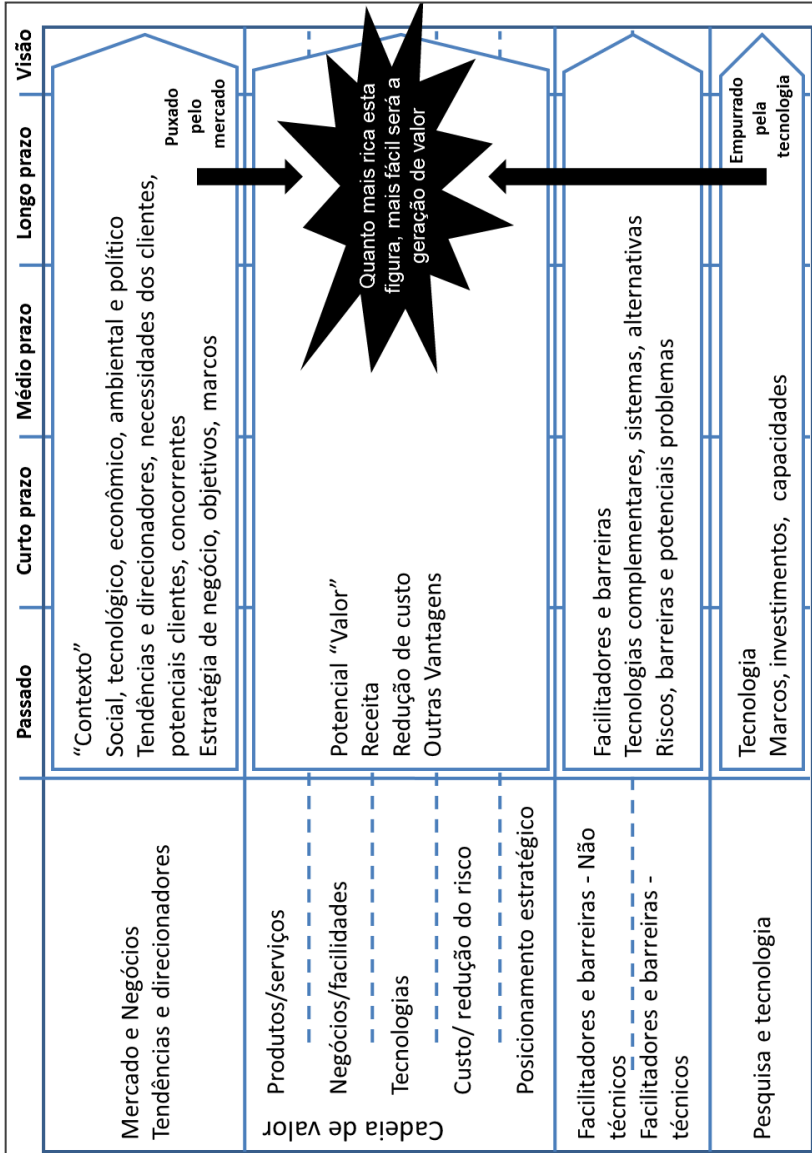 Passado
Curto prazo
Médio prazo
Longo prazo
Visão
Mercado e Negócios
Tendências e direcionadores
“Contexto”
Social, tecnológico, econômico, ambiental e político
Tendências e direcionadores, necessidades dos clientes,
potenciais clientes, concorrentes
Estratégia de negócio, objetivos, marcos
Puxado
pelo
mercado
Cadeia de valor
Produtos/serviços
Negócios/facilidades
Tecnologias
Custo/ redução do risco
Posicionamento estratégico
Potencial “Valor”
Receita
Redução de custo
Outras Vantagens
Quanto mais rica esta
figura, mais fácil será a
geração de valor
Facilitadores e barreiras - Não
técnicos
Facilitadores e barreiras -
técnicos
Facilitadores e barreiras
Tecnologias complementares, sistemas, alternativas
Riscos, barreiras e potenciais problemas
Pesquisa e tecnologia
Tecnologia
Marcos, investimentos, capacidades
Empurrado
pela
tecnologia